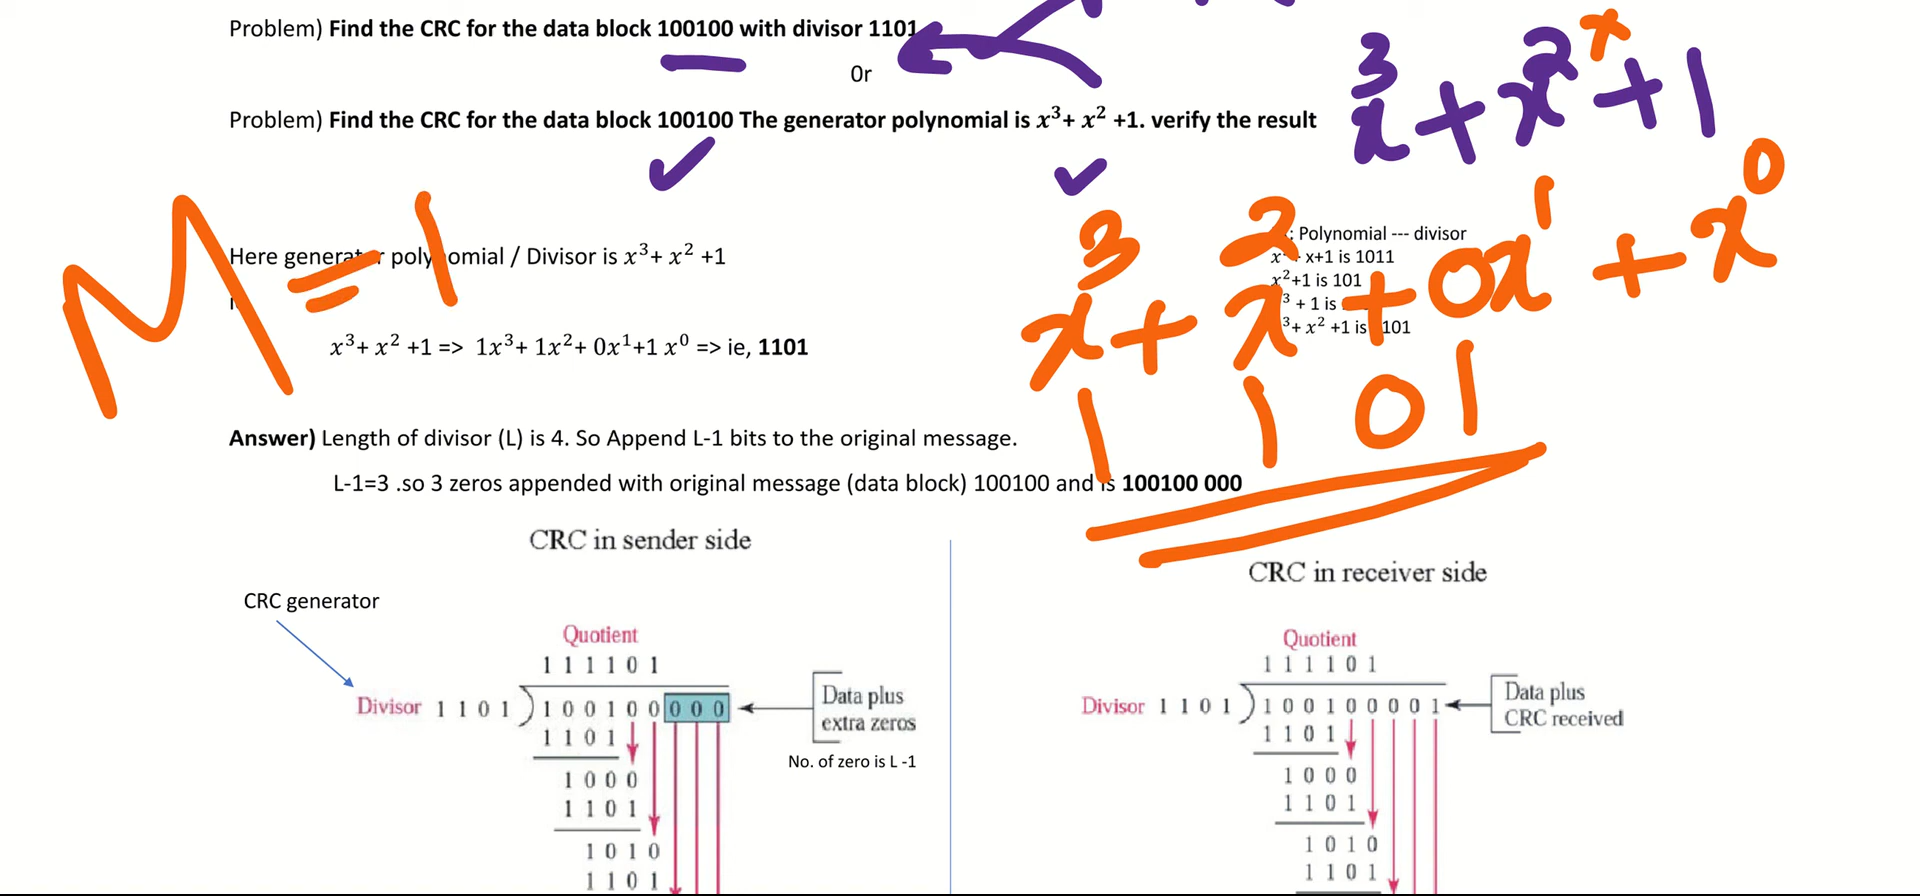 Problem) Find the CRC for the data block 100100 with divisor 1101
Or
Problem) Find the CRC for the data block 100100 The generator polynomial is x³+ x² +1. verify the result
x³+x²+1
x
M=1
Here generator polynomial / Divisor is x³+ x² +1
: Polynomial --- divisor
x+1 is 1011
x²+1 is 101
3 + 1 is
3+ x² +1 is 1101
x³+x²+0x¹+x⁰
1 1 0 1
x³+ x² +1 => 1x³+ 1x²+ 0x¹+1 x⁰ => ie, 1101
Answer) Length of divisor (L) is 4. So Append L-1 bits to the original message.
L-1=3 .so 3 zeros appended with original message (data block) 100100 and is 100100 000
CRC in sender side
CRC generator
Quotient
1 1 1 1 0 1
Divisor 1 1 0 1 ) 1 0 0 1 0 0 0 0 0
Data plus
extra zeros
No. of zero is L -1
1 1 0 1
1 0 0 0
1 1 0 1
1 0 1 0
1 1 0 1
CRC in receiver side
Quotient
1 1 1 1 0 1
Divisor 1 1 0 1 ) 1 0 0 1 0 0 0 0 1
Data plus
CRC received
1 1 0 1
1 0 0 0
1 1 0 1
1 0 1 0
1 1 0 1